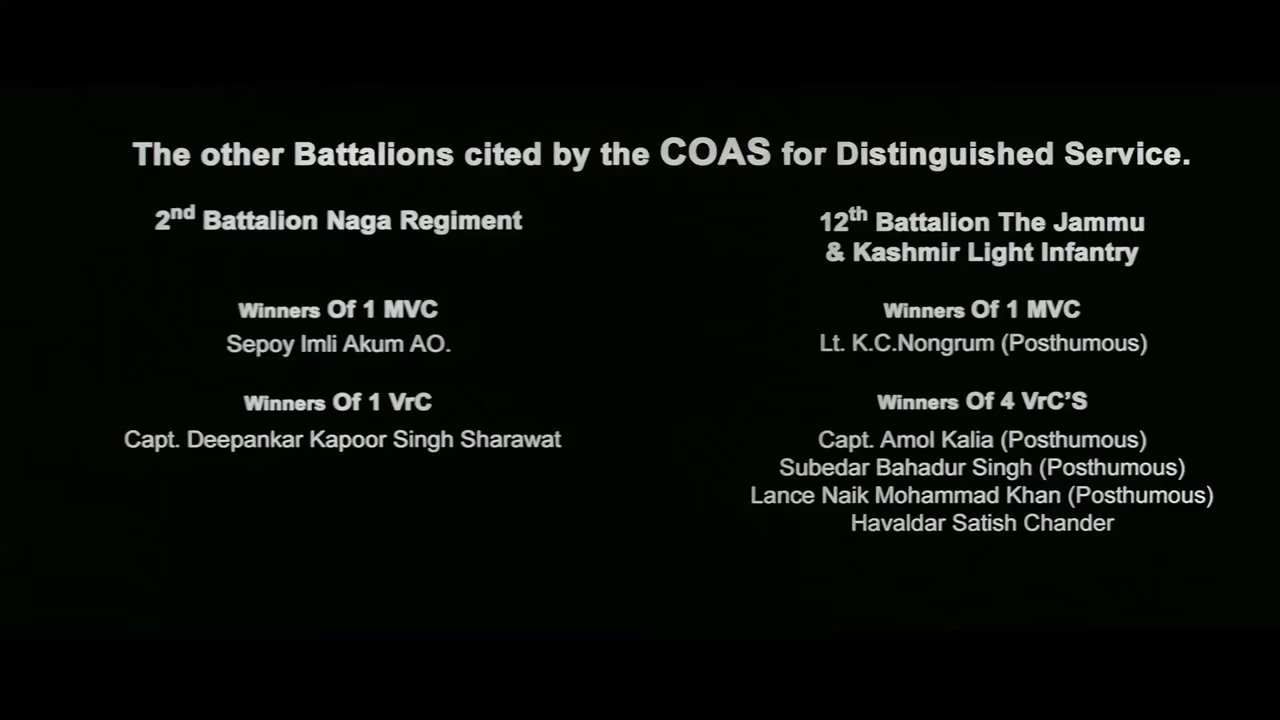 The other Battalions cited by the COAS for Distinguished Service.
2nd Battalion Naga Regiment
Winners Of 1 MVC
Sepoy Imli Akum AO.
Winners Of 1 VrC
Capt. Deepankar Kapoor Singh Sharawat
12th Battalion The Jammu
& Kashmir Light Infantry
Winners Of 1 MVC
Lt. K.C.Nongrum (Posthumous)
Winners Of 4 VrC’S
Capt. Amol Kalia (Posthumous)
Subedar Bahadur Singh (Posthumous)
Lance Naik Mohammad Khan (Posthumous)
Havaldar Satish Chander